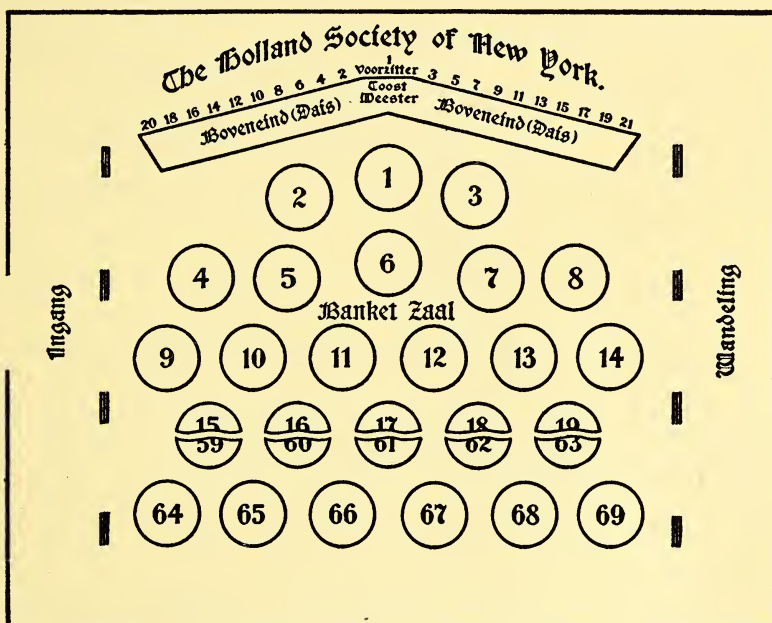 The Holland Society of New York.
1
Voorzitter
20 18 16 14 12 10 8 6 4 2
3 5 7 9 11 13 15 17 19 21
Toost
Meester
Boveneind (Dais)
Boveneind (Dais)
1
2
3
4
5
6
7
8
Ingang
Banket Zaal
Wandeling
9
10
11
12
13
14
15
16
17
18
19
59
60
61
62
63
64
65
66
67
68
69